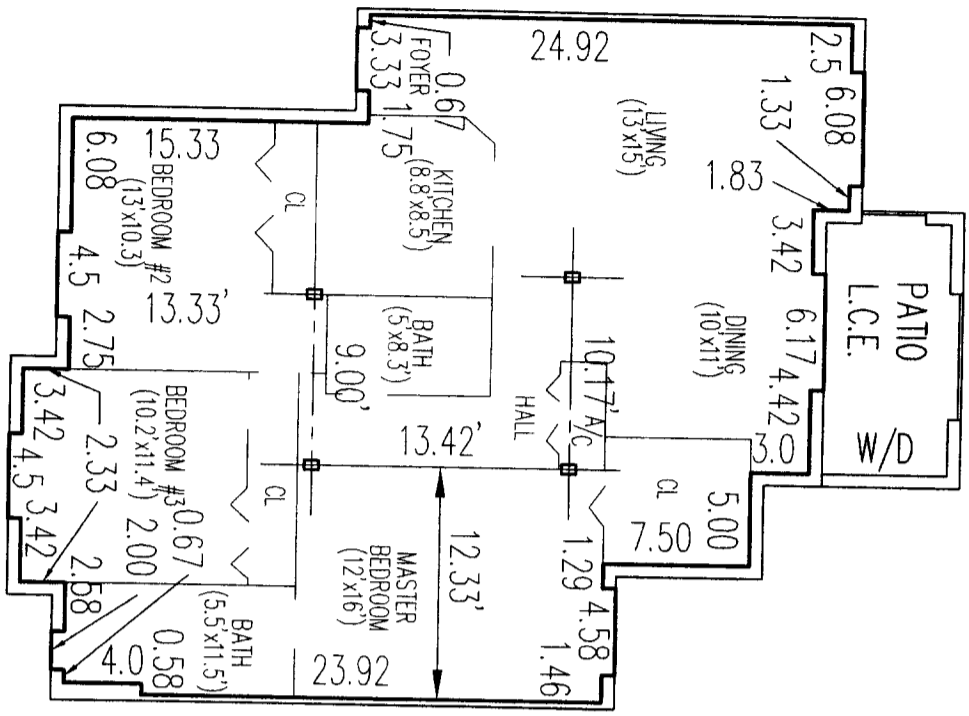 24.92
2.5
6.08
1.33
1.83
3.42
6.17
4.42
3.0
PATIO
L.C.E.
W/D
LIVING
(13'x15')
DINING
(10'x11')
0.67
FOYER
3.33
1.75
KITCHEN
(8.8'x8.5')
BATH
(5'x8.3')
9.00'
10.17'
A/C
HALL
13.42'
CL
5.00
7.50
1.29
4.58
1.46
12.33'
MASTER
BEDROOM
(12'x16')
23.92
15.33
CL
BEDROOM #2
(13'x10.3)
13.33'
6.08
4.5
2.75
BEDROOM #3
(10.2'x11.4')
CL
2.33
3.42
4.5
3.42
0.67
2.00
2.58
BATH
(5.5'x11.5')
0.58
4.0